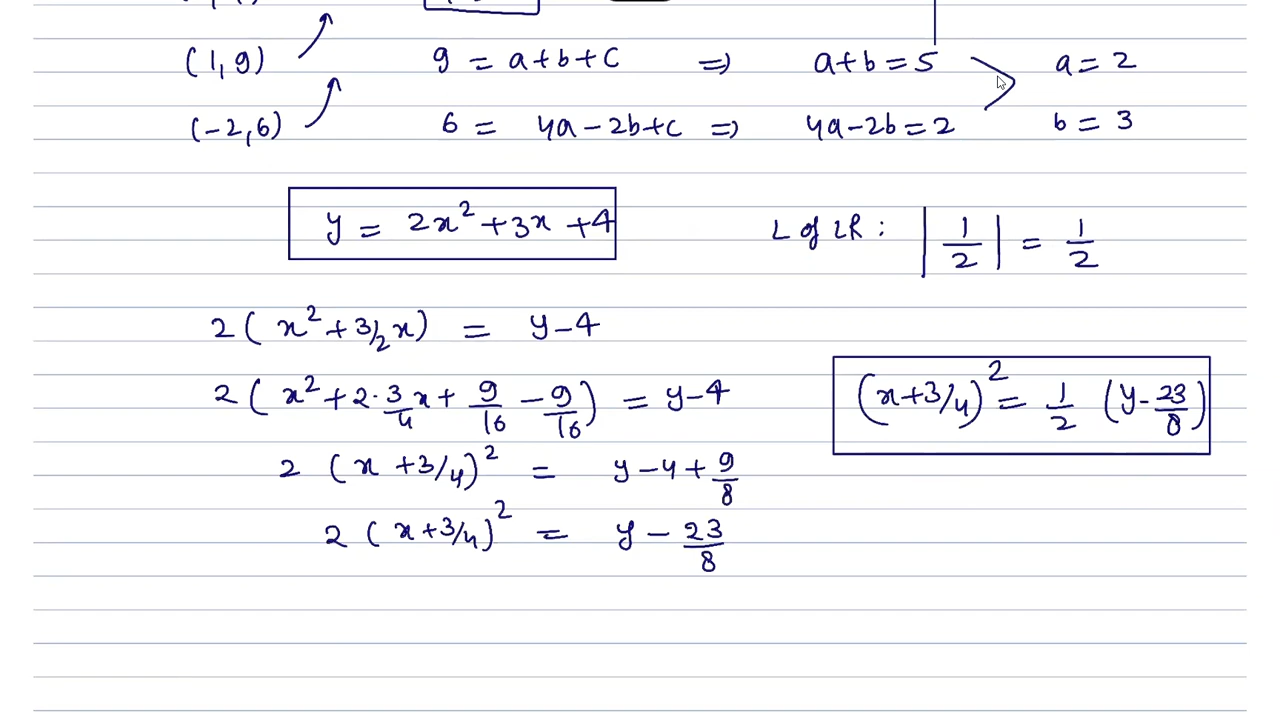 (1,9) 9 = a+b+c => a+b=5 a=2
(-2,6) 6 = 4a-2b+c => 4a-2b=2 b=3
y = 2x²+3x+4 L of LR : |1/2| = 1/2
2(x²+3/2x) = y-4
2(x²+2·3/4x+9/16-9/16) = y-4 (x+3/4)² = 1/2 (y-23/8)
2(x+3/4)² = y-4+9/8
2(x+3/4)² = y-23/8